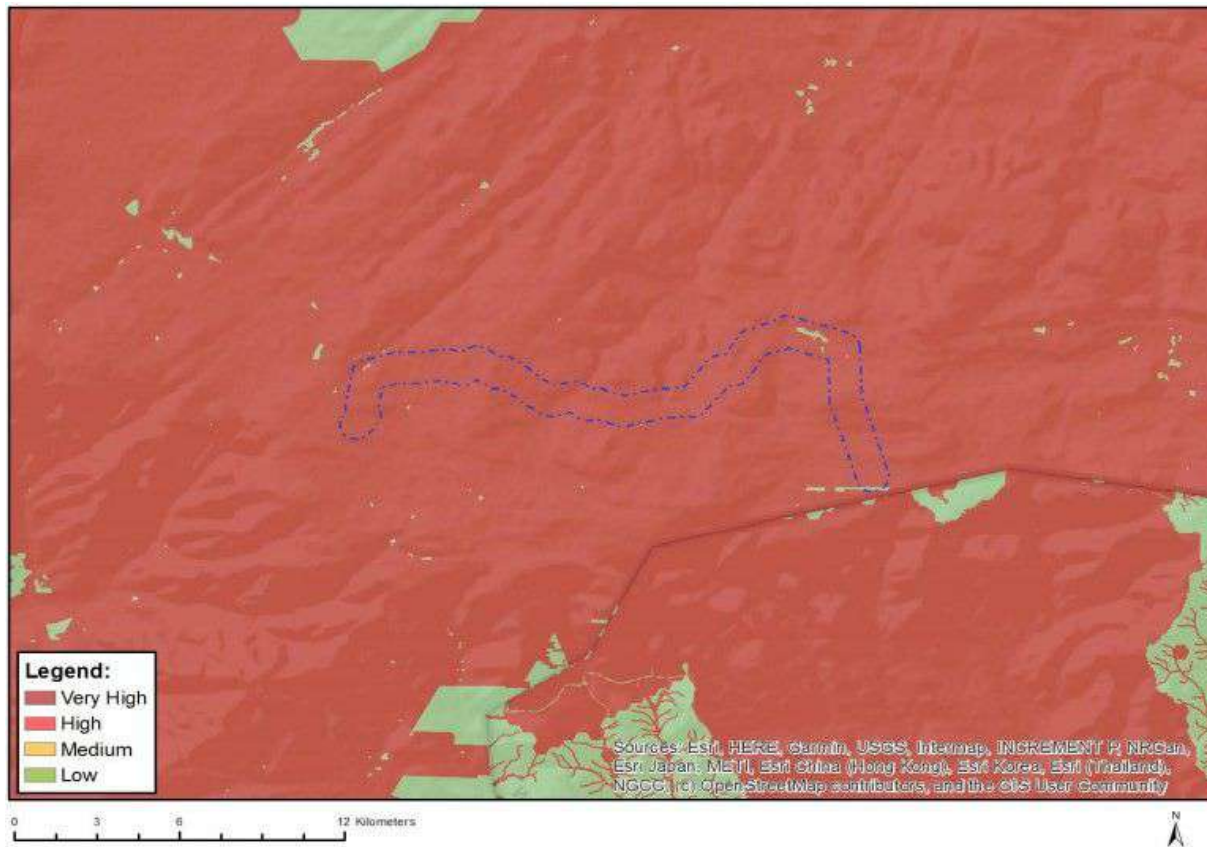 Legend:
Very High
High
Medium
Low
Sources: Esri, HERE, Garmin, USGS, Intermap, INCREMENT P, NRCan,
Esri Japan, METI, Esri China (Hong Kong), Esri Korea, Esri (Thailand),
NGCC, (c) OpenStreetMap contributors, and the GIS User Community
0 3 6 12 Kilometers
N